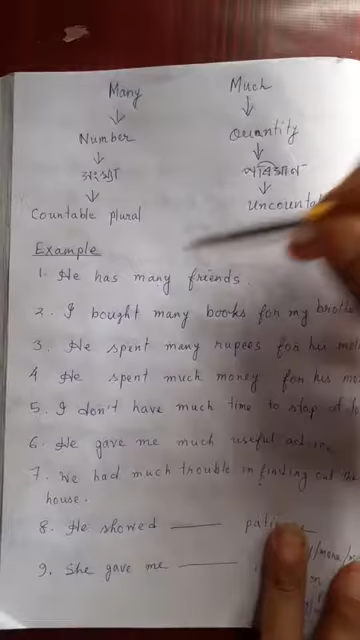 Many Much
Number Quantity
সংখ্যা পরিমাণ
Countable plural
Example
1. He has many friends.
2. I bought many books for my
3. He spent many rupees for his
4. He spent much money for his
5. I don't have much time to at
6. He gave me much useful
7. We had much trouble in finding out the
house.
8. He showed ____
9. She gave me ____